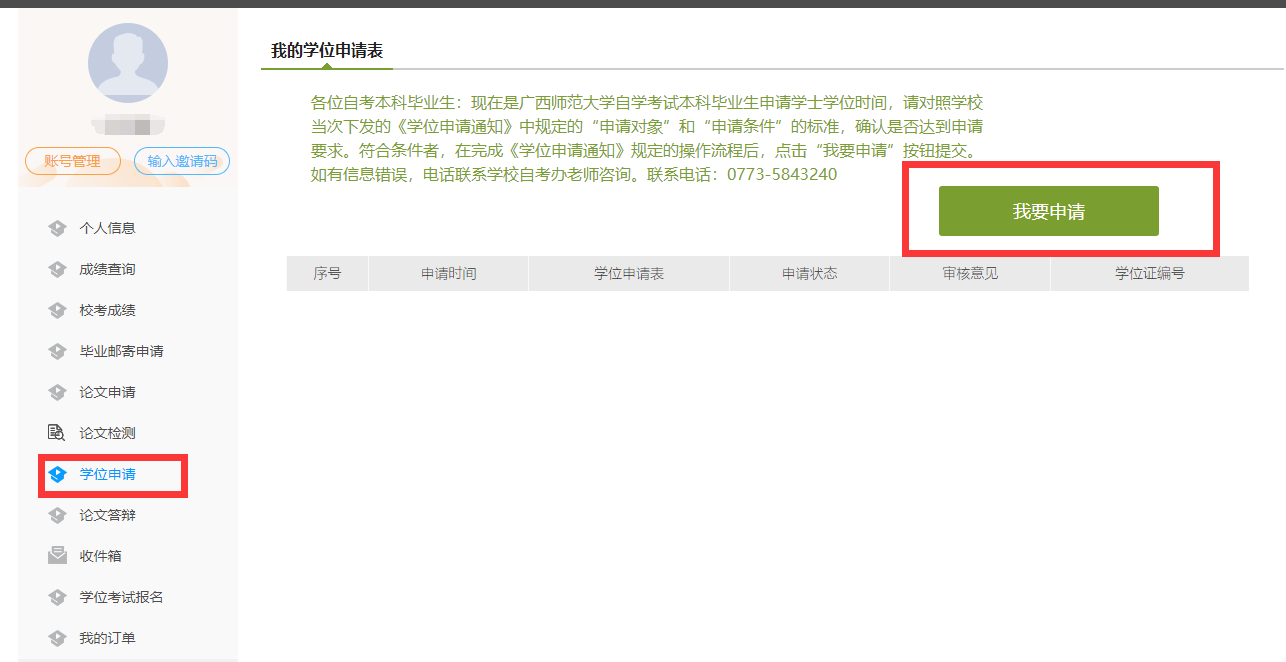 账号管理
输入邀请码
个人信息
成绩查询
校考成绩
毕业邮寄申请
论文申请
论文检测
学位申请
论文答辩
收件箱
学位考试报名
我的订单
我的学位申请表
各位自考本科毕业生：现在是广西师范大学自学考试本科毕业生申请学士学位时间，请对照学校
当次下发的《学位申请通知》中规定的“申请对象”和“申请条件”的标准，确认是否达到申请
要求。符合条件者，在完成《学位申请通知》规定的操作流程后，点击“我要申请”按钮提交。
如有信息错误，电话联系学校自考办老师咨询。联系电话：0773-5843240
我要申请
序号 申请时间 学位申请表 申请状态 审核意见 学位证编号